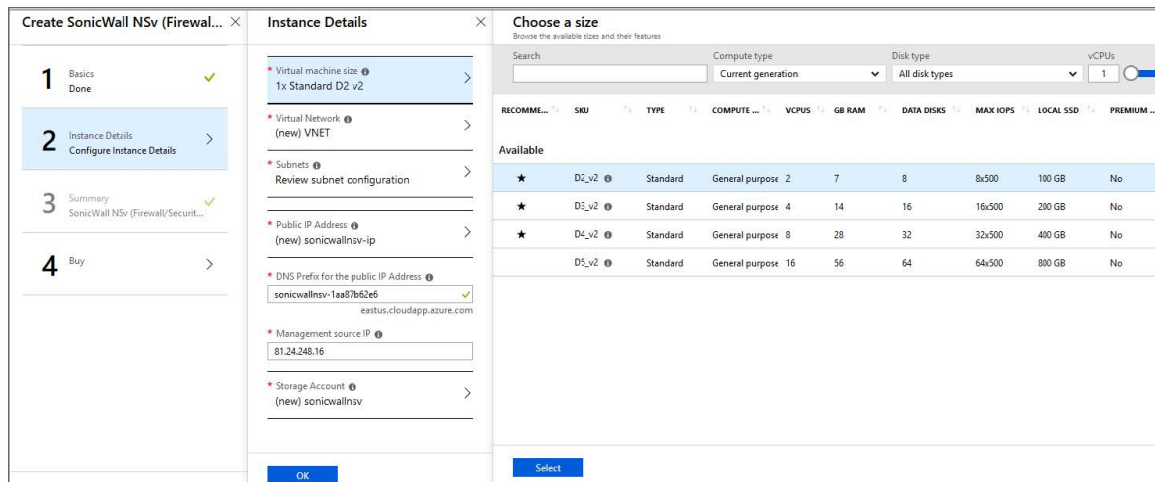 Create SonicWall NSv (Firewal...
1
Basics
Done
2
Instance Details
Configure Instance Details
3
Summary
SonicWall NSv (Firewall/Securit...
4
Buy
Instance Details
* Virtual machine size
1x Standard D2 v2
* Virtual Network
(new) VNET
* Subnets
Review subnet configuration
* Public IP Address
(new) sonicwallnsv-ip
* DNS Prefix for the public IP Address
sonicwallnsv-1aa87b62e6
eastus.cloudapp.azure.com
* Management source IP
81.24.248.16
* Storage Account
(new) sonicwallnsv
OK
Choose a size
Browse the available sizes and their features
Search
Compute type
Current generation
Disk type
All disk types
vCPUs
1
RECOMME... SKU TYPE COMPUTE ... VCPUS GB RAM DATA DISKS MAX IOPS LOCAL SSD PREMIUM ...
Available
★ D2_v2 Standard General purpose 2 7 8 8x500 100 GB No
★ D3_v2 Standard General purpose 4 14 16 16x500 200 GB No
★ D4_v2 Standard General purpose 8 28 32 32x500 400 GB No
D5_v2 Standard General purpose 16 56 64 64x500 800 GB No
Select